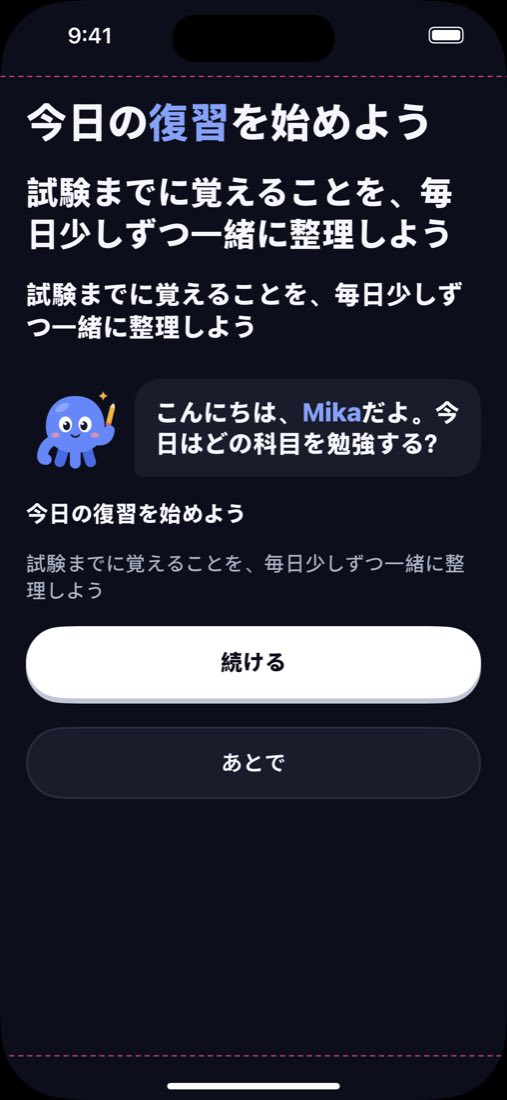 9:41
今日の復習を始めよう
試験までに覚えることを、毎
日少しずつ一緒に整理しよう
試験までに覚えることを、毎日少しず
つ一緒に整理しよう
こんにちは、Mikaだよ。今
日はどの科目を勉強する?
今日の復習を始めよう
試験までに覚えることを、毎日少しずつ一緒に整
理しよう
続ける
あとで